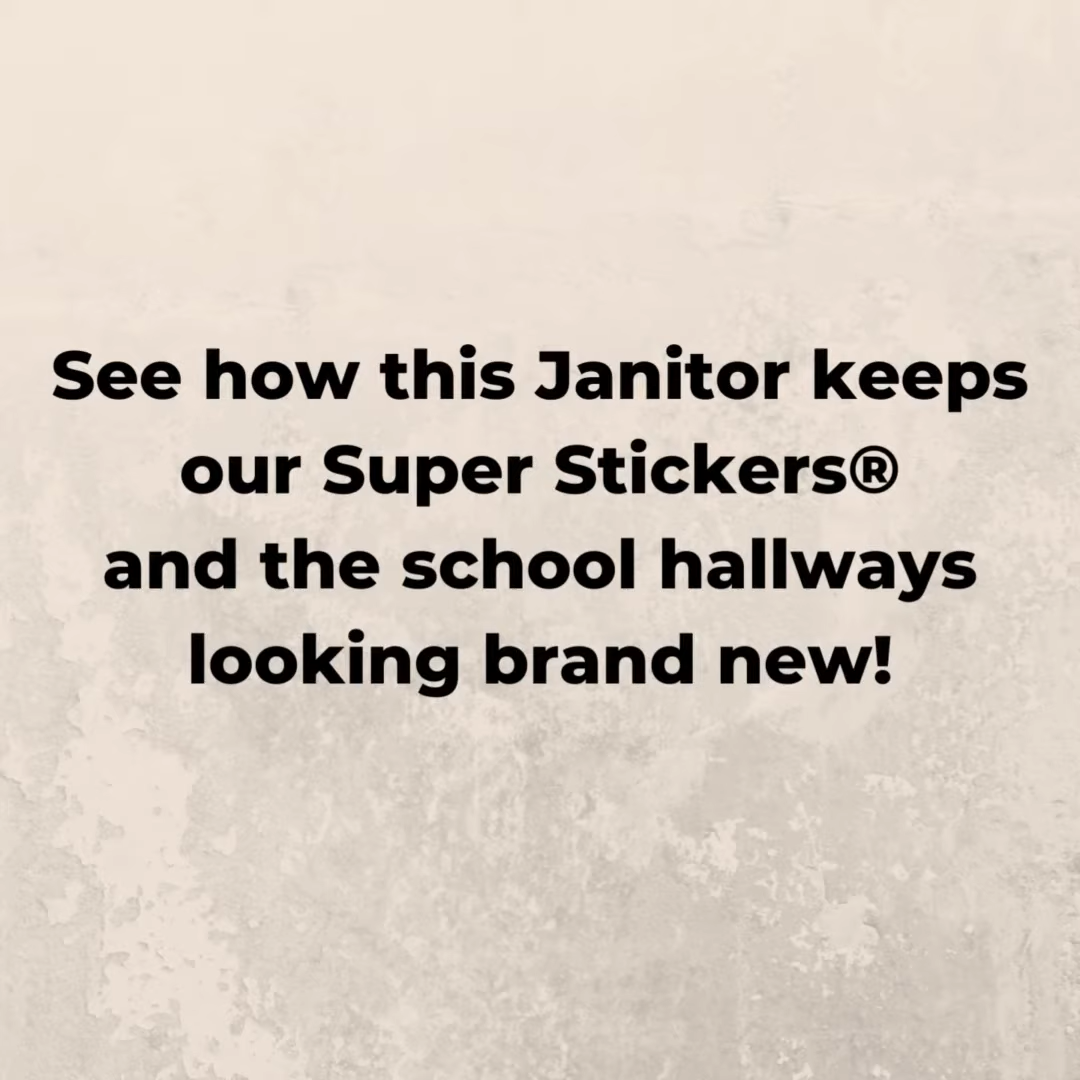 See how this Janitor keeps
our Super Stickers®
and the school hallways
looking brand new!